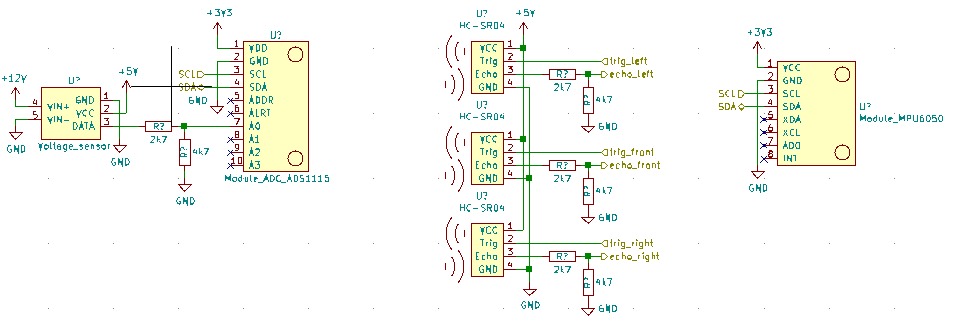 +12V
+5V
U?
VIN+
VIN-
4
5
GND
VCC
DATA
1
2
3
Voltage_sensor
GND
GND
R?
2k7
R?
4k7
GND
+3V3
U?
SCL
SDA
GND
1
2
3
4
5
6
7
8
9
10
VDD
GND
SCL
SDA
ADDR
ALRT
A0
A1
A2
A3
Module_ADC_ADS1115
U?
HC-SR04
+5V
VCC
Trig
Echo
GND
1
2
3
4
trig_left
echo_left
R?
2k7
R?
4k7
GND
U?
HC-SR04
VCC
Trig
Echo
GND
1
2
3
4
trig_front
echo_front
R?
2k7
R?
4k7
GND
U?
HC-SR04
VCC
Trig
Echo
GND
1
2
3
4
trig_right
echo_right
R?
2k7
R?
4k7
GND
GND
+3V3
SCL
SDA
GND
1
2
3
4
5
6
7
8
VCC
GND
SCL
SDA
XDA
XCL
AD0
INT
U?
Module_MPU6050